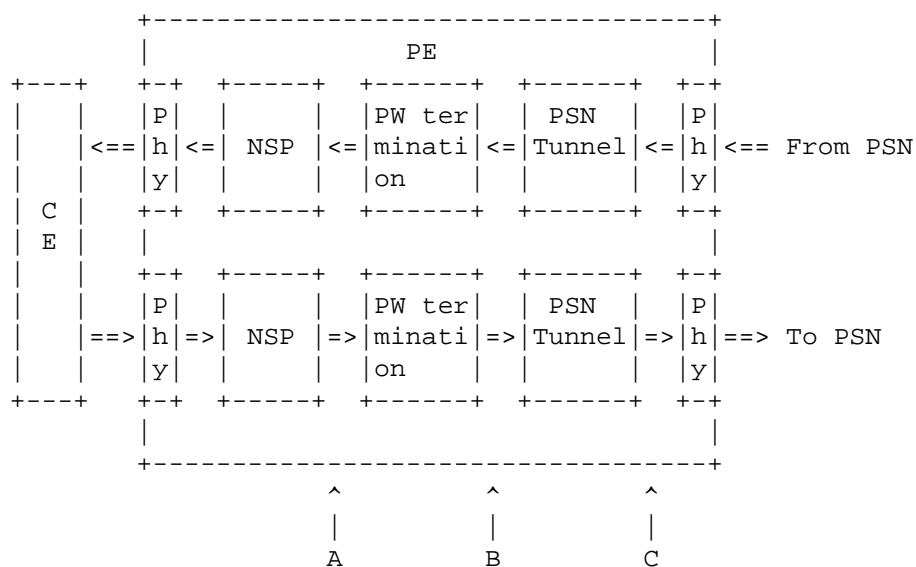 +-----------------------------------+
|                PE                 |
+---+   +-+  +-----+  +------+  +------+  +-+
|   |   |P|  |     |  |PW ter|  | PSN  |  |P|
|   |<==|h|<=| NSP |<=|minati|<=|Tunnel|<=|h|<== From PSN
|   |   |y|  |     |  |on    |  |      |  |y|
| C |   +-+  +-----+  +------+  +------+  +-+
| E |   |                                   |
|   |   +-+  +-----+  +------+  +------+  +-+
|   |   |P|  |     |  |PW ter|  | PSN  |  |P|
|   |==>|h|=>| NSP |=>|minati|=>|Tunnel|=>|h|==> To PSN
|   |   |y|  |     |  |on    |  |      |  |y|
+---+   +-+  +-----+  +------+  +------+  +-+
|                                   |
+-----------------------------------+
^         ^         ^
|         |         |
A         B         C